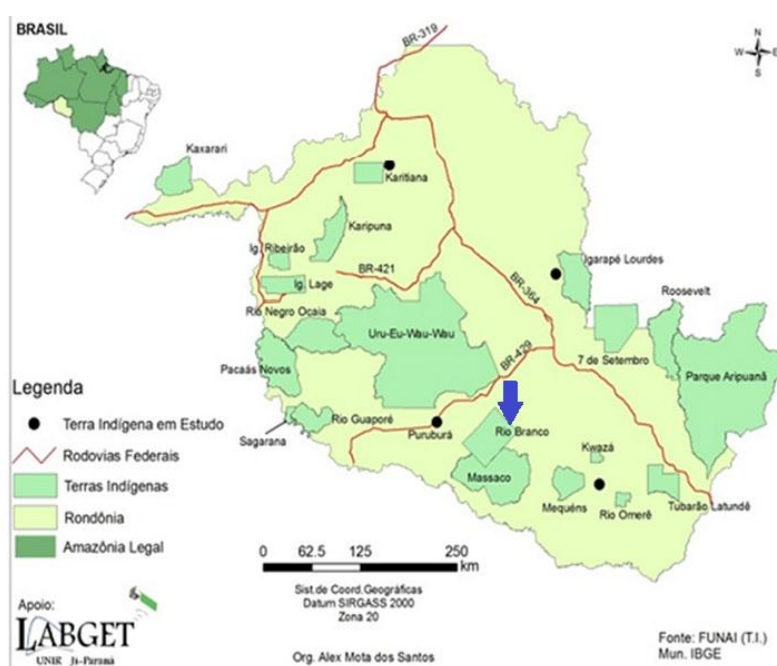 BRASIL
BR-319
N
W E
S
Kaxarari
Karitiana
Karipuna
Ig. Ribeirão
BR-421
Ig. Lage
Rio Negro Ocaia
Igarapé Lourdes
BR-364
Roosevelt
Uru-Eu-Wau-Wau
BR-429
7 de Setembro
Parque Aripuanã
Pacaás Novos
Rio Guaporé
Sagarana
Puruburá
Rio Branco
Kwazá
Massaco
Mequéns
Rio Omerê
Tubarão Latundê
Legenda
Terra Indígena em Estudo
Rodovias Federais
Terras Indígenas
Rondônia
Amazônia Legal
0 62.5 125 250
km
Sist.de Coord.Geográficas
Datum SIRGASS 2000
Zona 20
Org. Alex Mota dos Santos
Apoio:
LABGET
UNIR Ji-Paraná
Fonte: FUNAI (T.I.)
Mun. IBGE